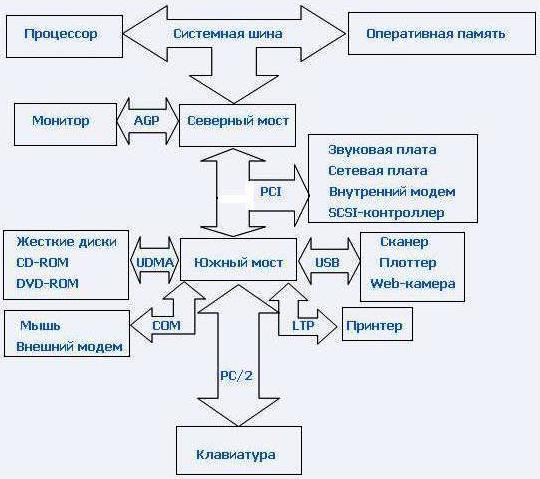 Процессор
Системная шина
Оперативная память
Монитор
AGP
Северный мост
PCI
Звуковая плата
Сетевая плата
Внутренний модем
SCSI-контроллер
Жесткие диски
CD-ROM
DVD-ROM
UDMA
Южный мост
USB
Сканер
Плоттер
Web-камера
Мышь
Внешний модем
COM
LTP
Принтер
PC/2
Клавиатура